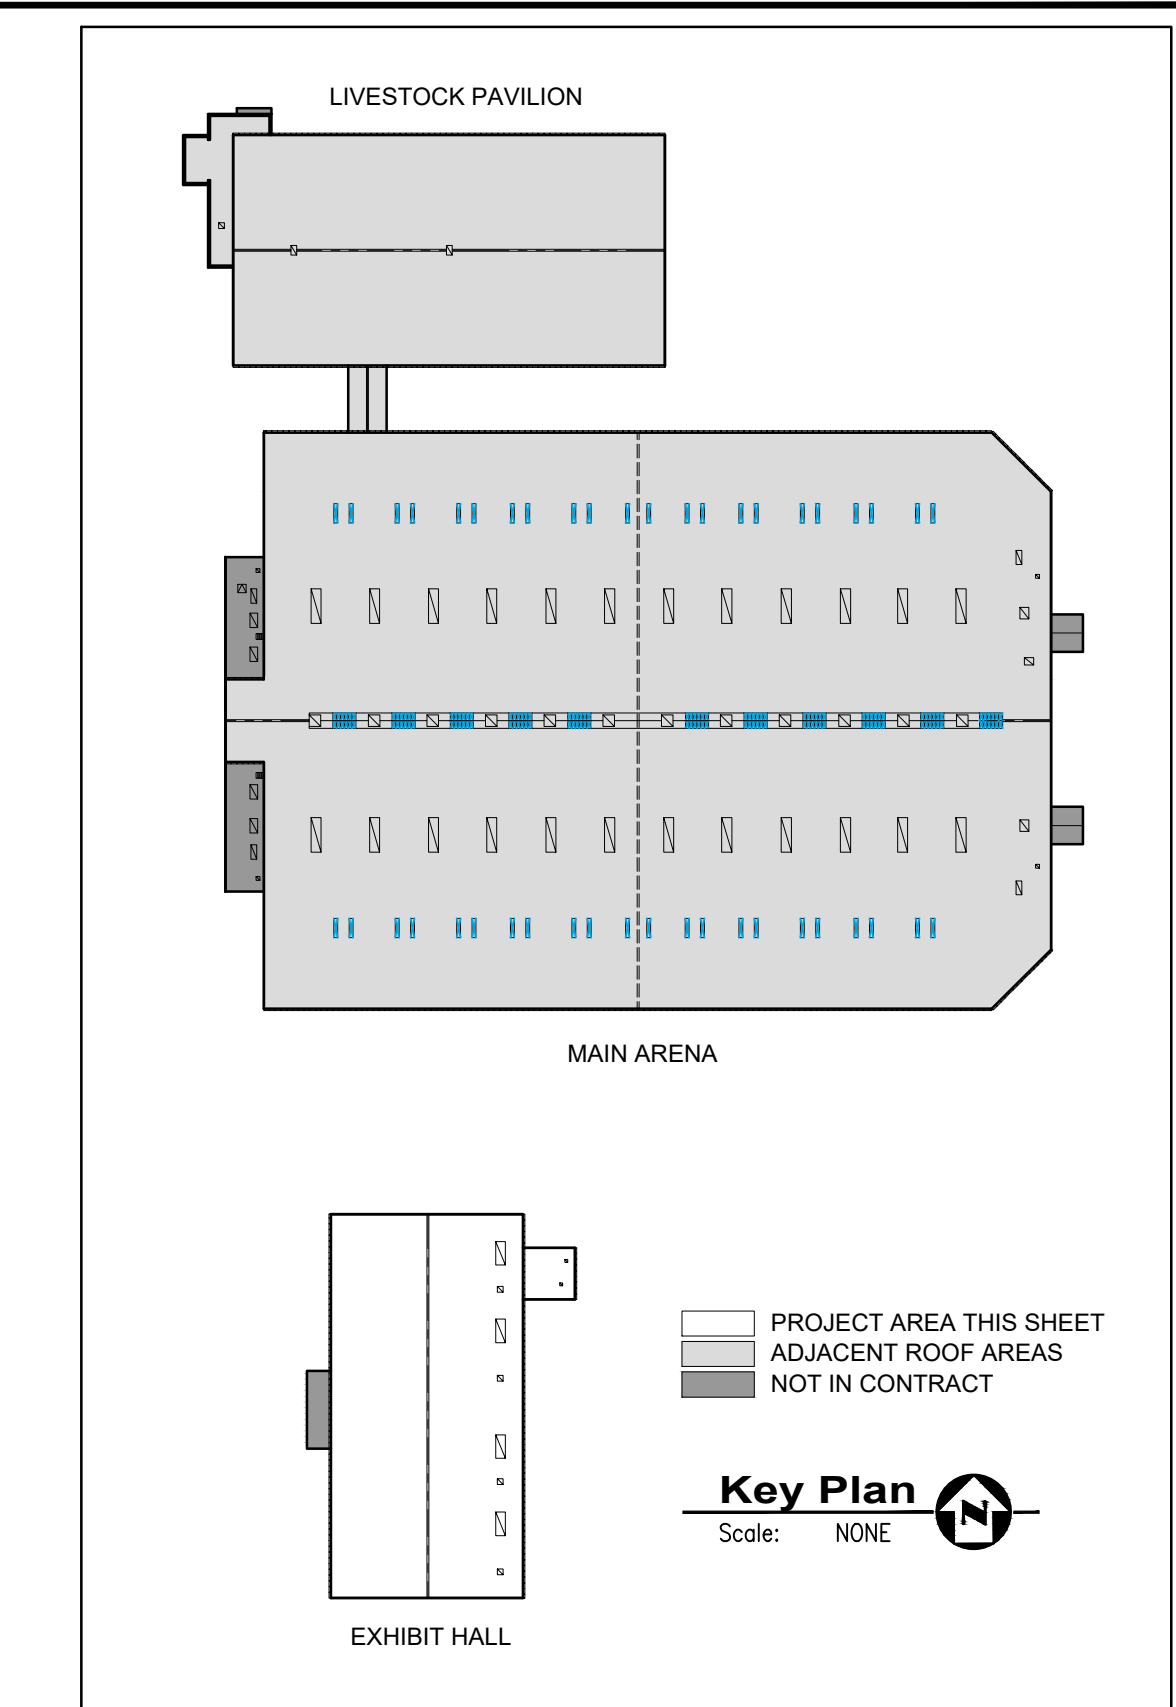 LIVESTOCK PAVILION
MAIN ARENA
PROJECT AREA THIS SHEET
ADJACENT ROOF AREAS
NOT IN CONTRACT
Key Plan
N
Scale: NONE
EXHIBIT HALL